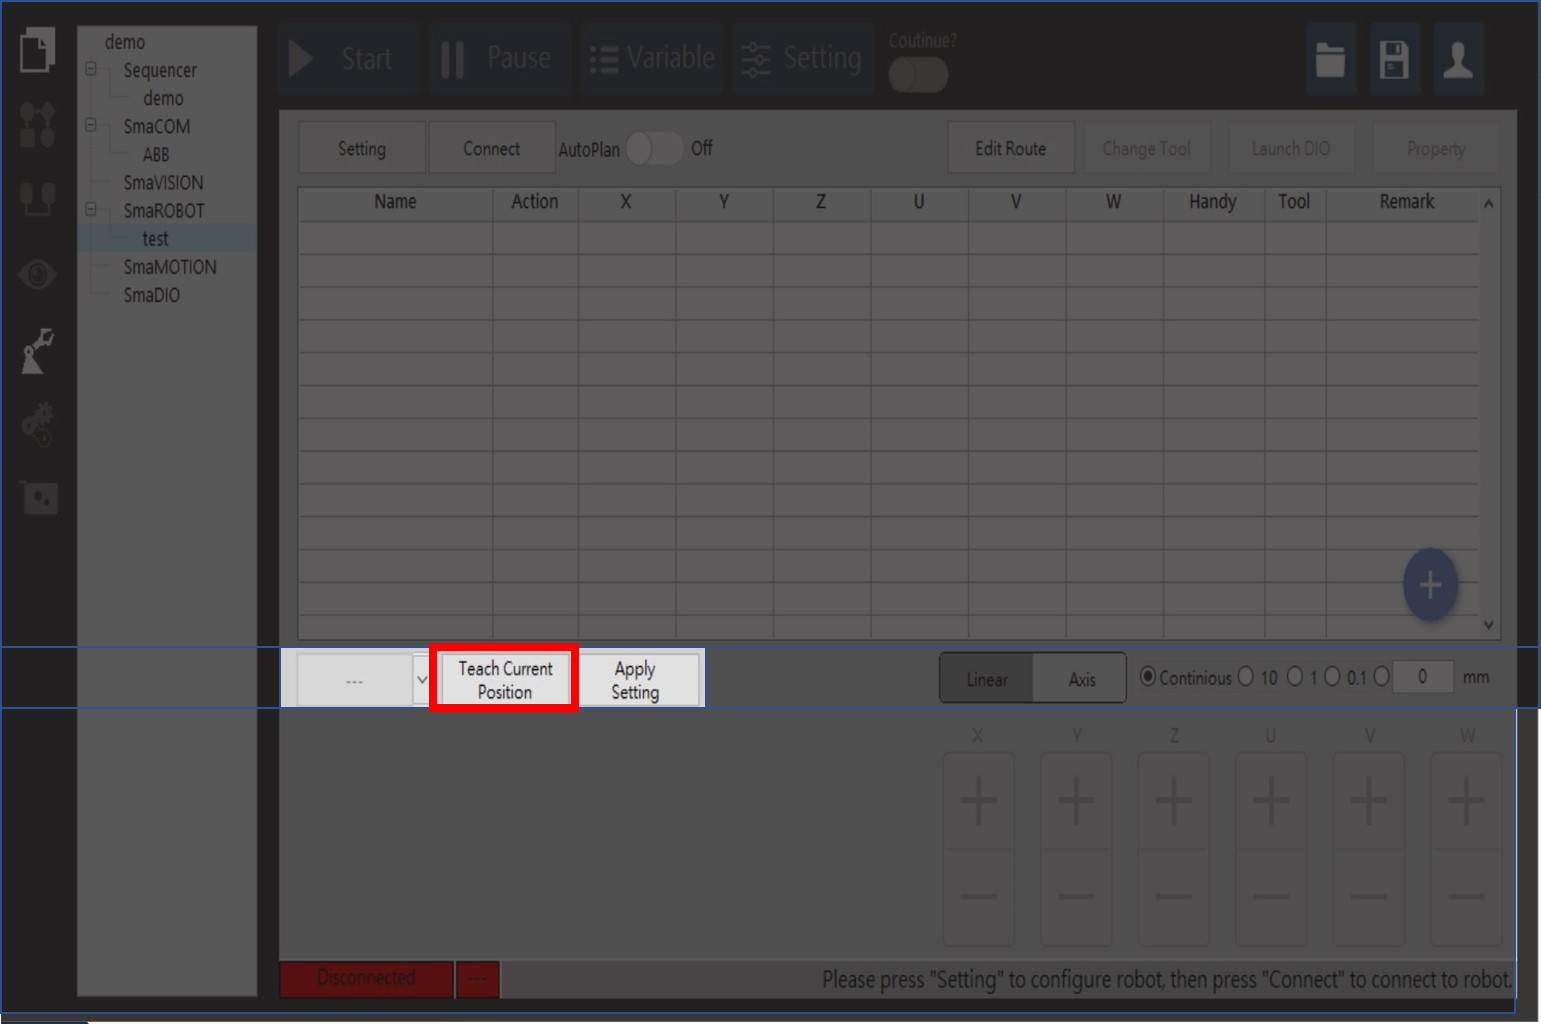 demo
Sequencer
demo
SmaCOM
ABB
SmaVISION
SmaROBOT
test
SmaMOTION
SmaDIO
Start
Pause
Variable
Setting
Coutinue?
Setting
Connect
AutoPlan
Off
Edit Route
Change Tool
Launch DIO
Property
Name Action X Y Z U V W Handy Tool Remark
+
---
Teach Current
Position
Apply
Setting
Linear
Axis
Continious 10 1 0.1 0 mm
X Y Z U V W
+ + + + + +
— — — — — —
Disconnected
---
Please press "Setting" to configure robot, then press "Connect" to connect to robot.